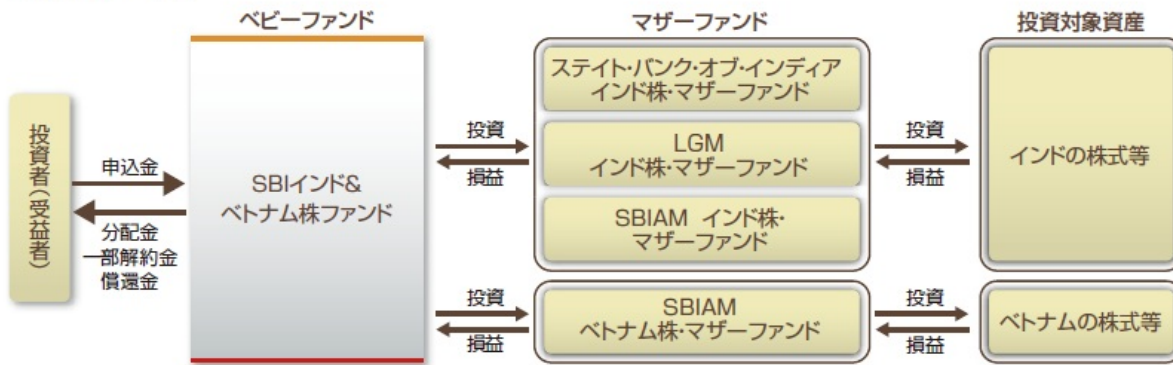 ベビーファンド
マザーファンド
投資対象資産
投資者(受益者)
申込金
分配金
一部解約金
償還金
SBIインド&
ベトナム株ファンド
投資
損益
ステイト・バンク・オブ・インディア
インド株・マザーファンド
LGM
インド株・マザーファンド
SBIAM インド株・
マザーファンド
投資
損益
インドの株式等
投資
損益
SBIAM
ベトナム株・マザーファンド
投資
損益
ベトナムの株式等